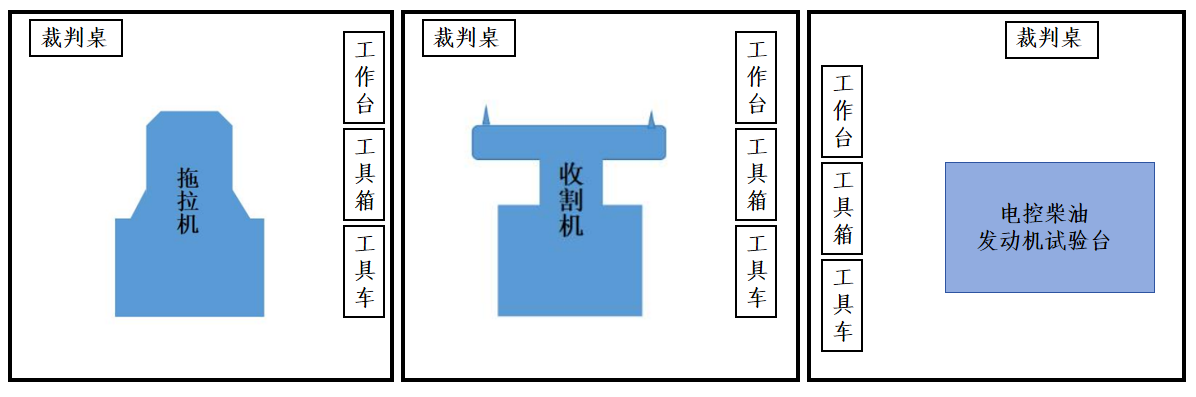 裁判桌
工作台
工具箱
工具车
拖拉机
裁判桌
工作台
工具箱
工具车
收割机
裁判桌
工作台
工具箱
工具车
电控柴油
发动机试验台